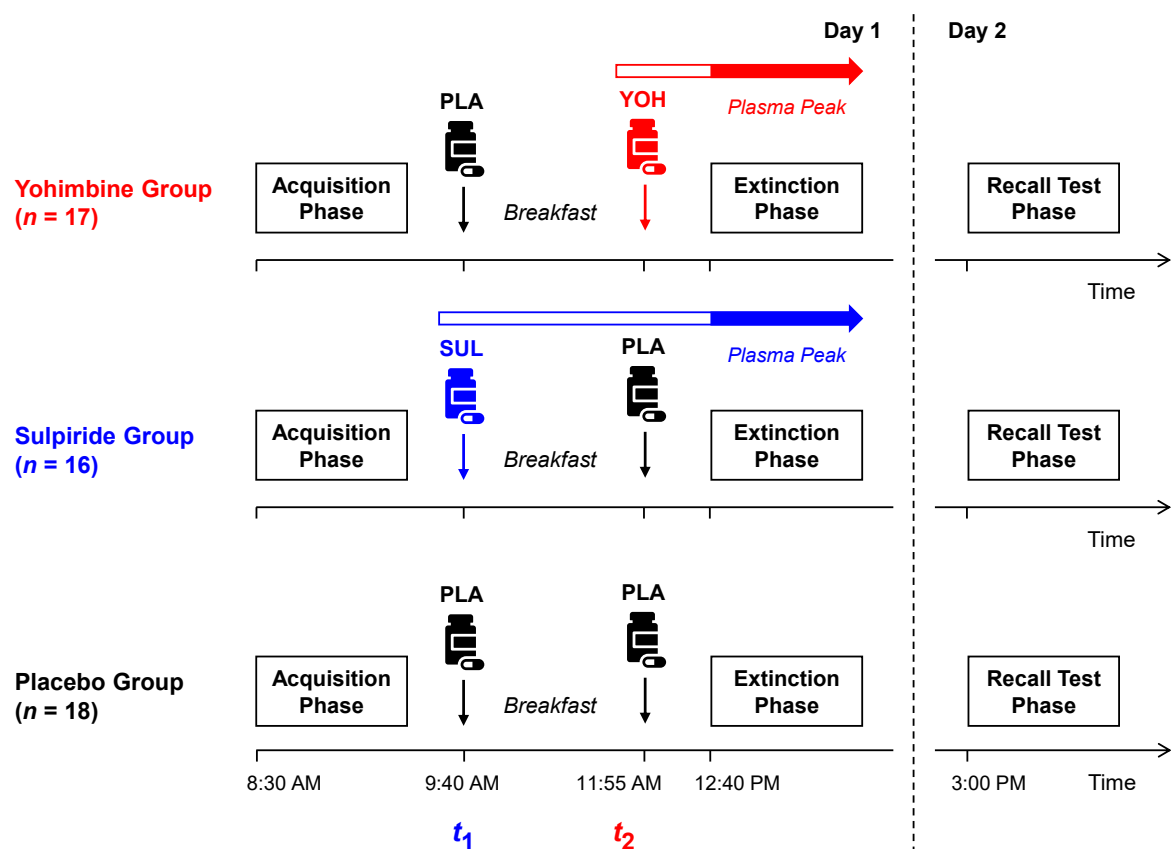 Day 1
Day 2
PLA
YOH
Plasma Peak
Yohimbine Group
(n = 17)
Acquisition
Phase
Breakfast
Extinction
Phase
Recall Test
Phase
Time
SUL
PLA
Plasma Peak
Sulpiride Group
(n = 16)
Acquisition
Phase
Breakfast
Extinction
Phase
Recall Test
Phase
Time
PLA
PLA
Placebo Group
(n = 18)
Acquisition
Phase
Breakfast
Extinction
Phase
Recall Test
Phase
8:30 AM
9:40 AM
11:55 AM
12:40 PM
3:00 PM
Time
t1
t2